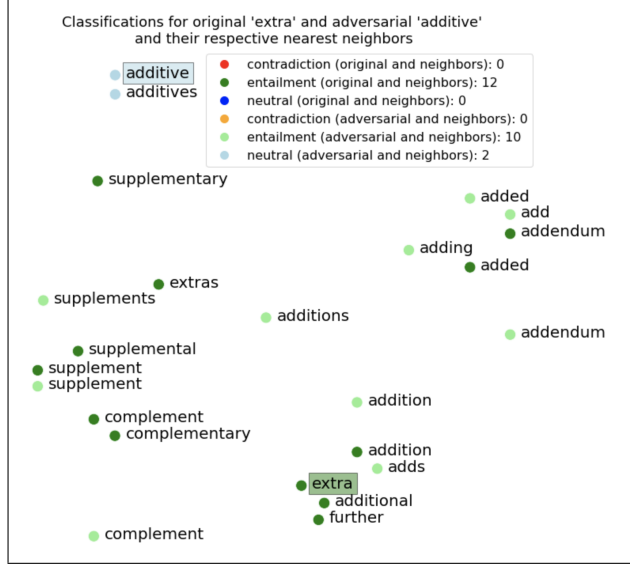 Classifications for original 'extra' and adversarial 'additive'
and their respective nearest neighbors
additive
additives
contradiction (original and neighbors): 0
entailment (original and neighbors): 12
neutral (original and neighbors): 0
contradiction (adversarial and neighbors): 0
entailment (adversarial and neighbors): 10
neutral (adversarial and neighbors): 2
supplementary
added
add
addendum
adding
added
extras
supplements
additions
addendum
supplemental
supplement
supplement
addition
complement
complementary
addition
adds
extra
additional
further
complement